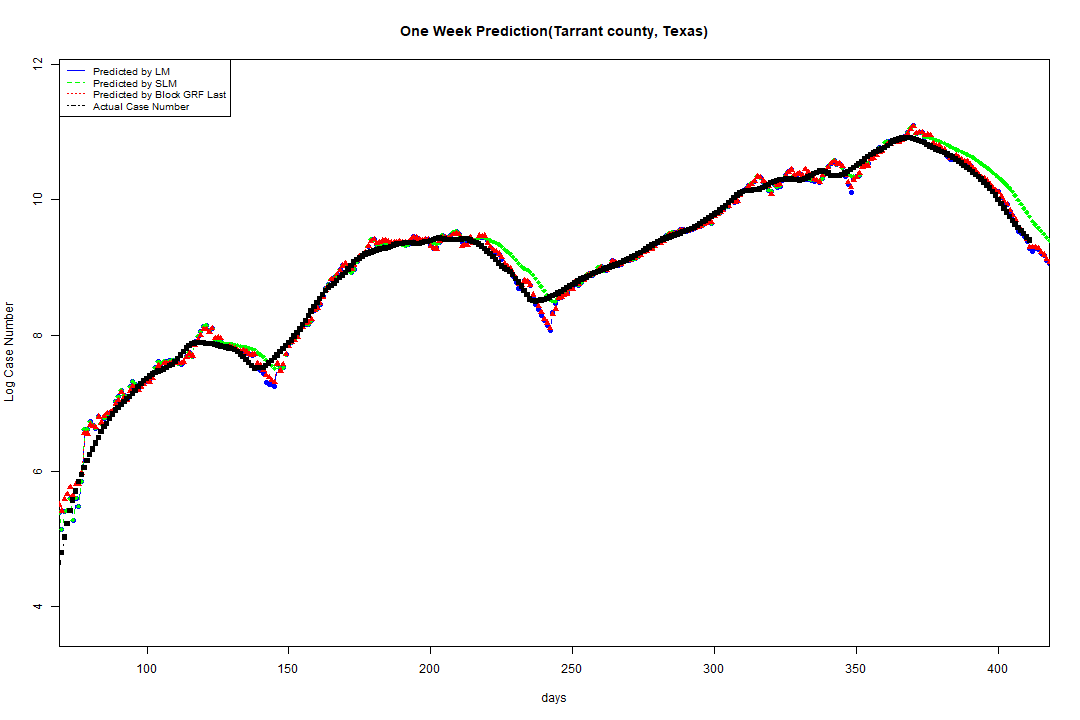 One Week Prediction(Tarrant county, Texas)
Predicted by LM
Predicted by SLM
Predicted by Block GRF Last
Actual Case Number
12
10
8
6
4
Log Case Number
100 150 200 250 300 350 400
days